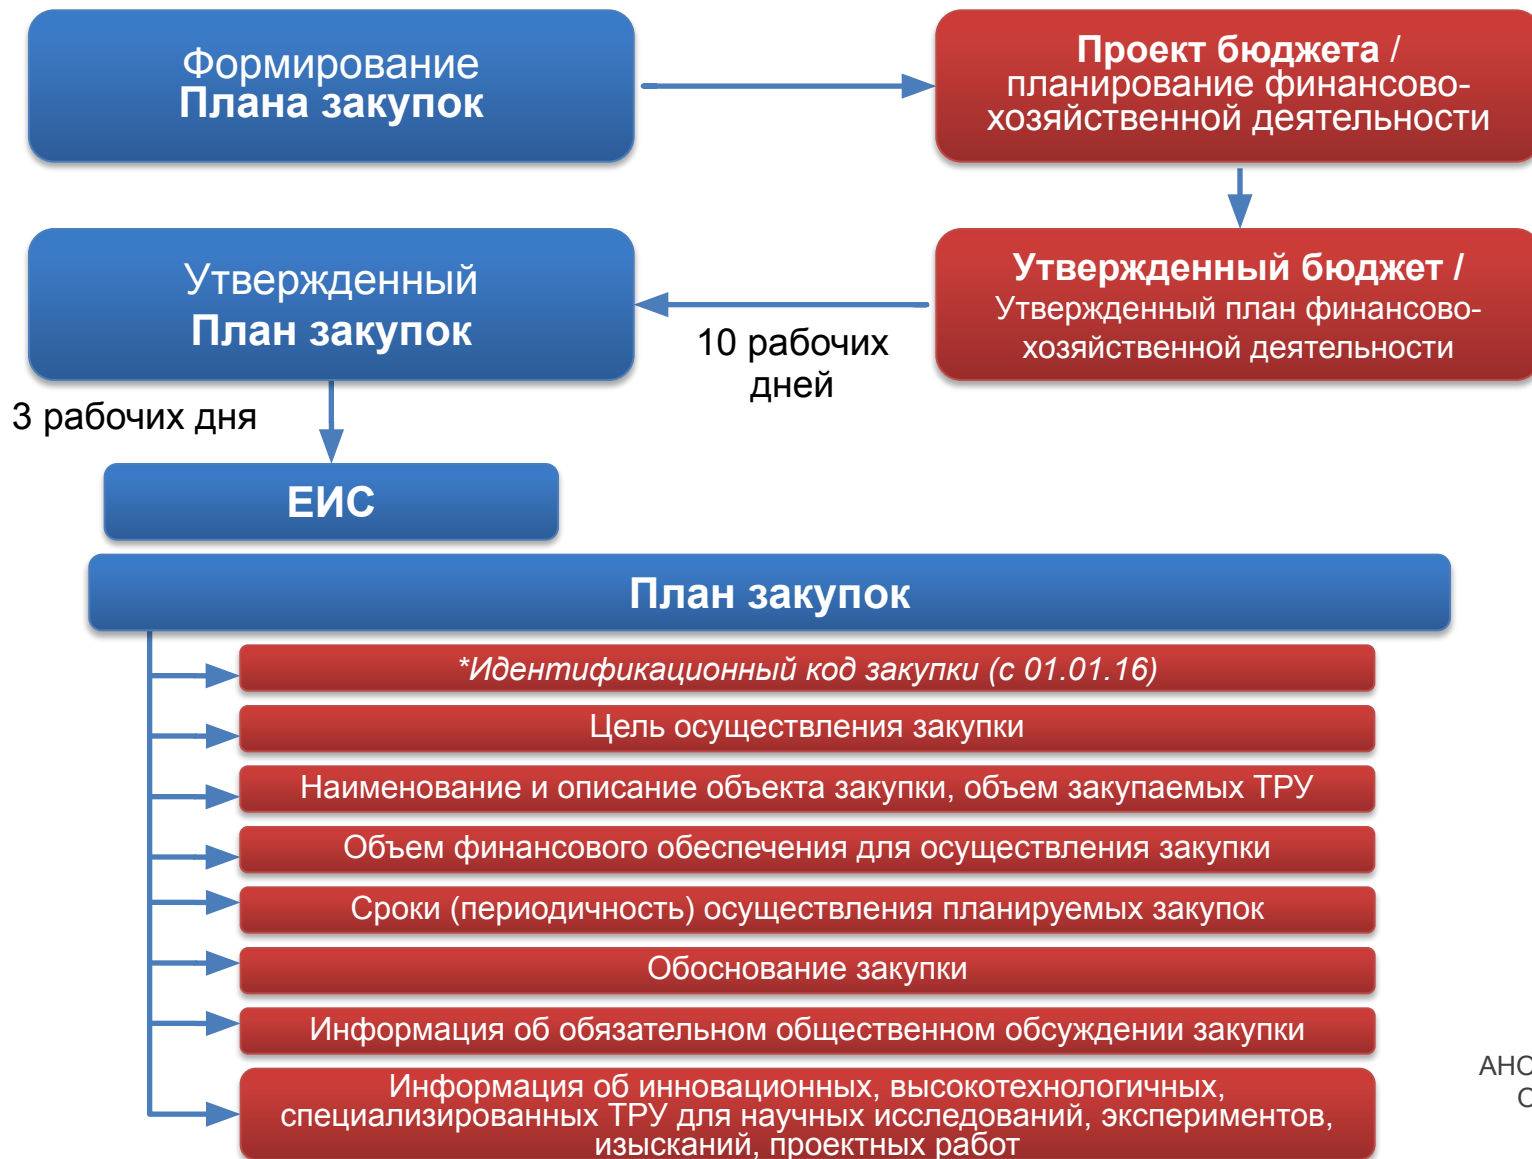 Формирование
Плана закупок
Проект бюджета /
планирование финансово-
хозяйственной деятельности
Утвержденный
План закупок
Утвержденный бюджет /
Утвержденный план финансово-
хозяйственной деятельности
10 рабочих
дней
3 рабочих дня
ЕИС
План закупок
*Идентификационный код закупки (с 01.01.16)
Цель осуществления закупки
Наименование и описание объекта закупки, объем закупаемых ТРУ
Объем финансового обеспечения для осуществления закупки
Сроки (периодичность) осуществления планируемых закупок
Обоснование закупки
Информация об обязательном общественном обсуждении закупки
Информация об инновационных, высокотехнологичных,
специализированных ТРУ для научных исследований, экспериментов,
изысканий, проектных работ